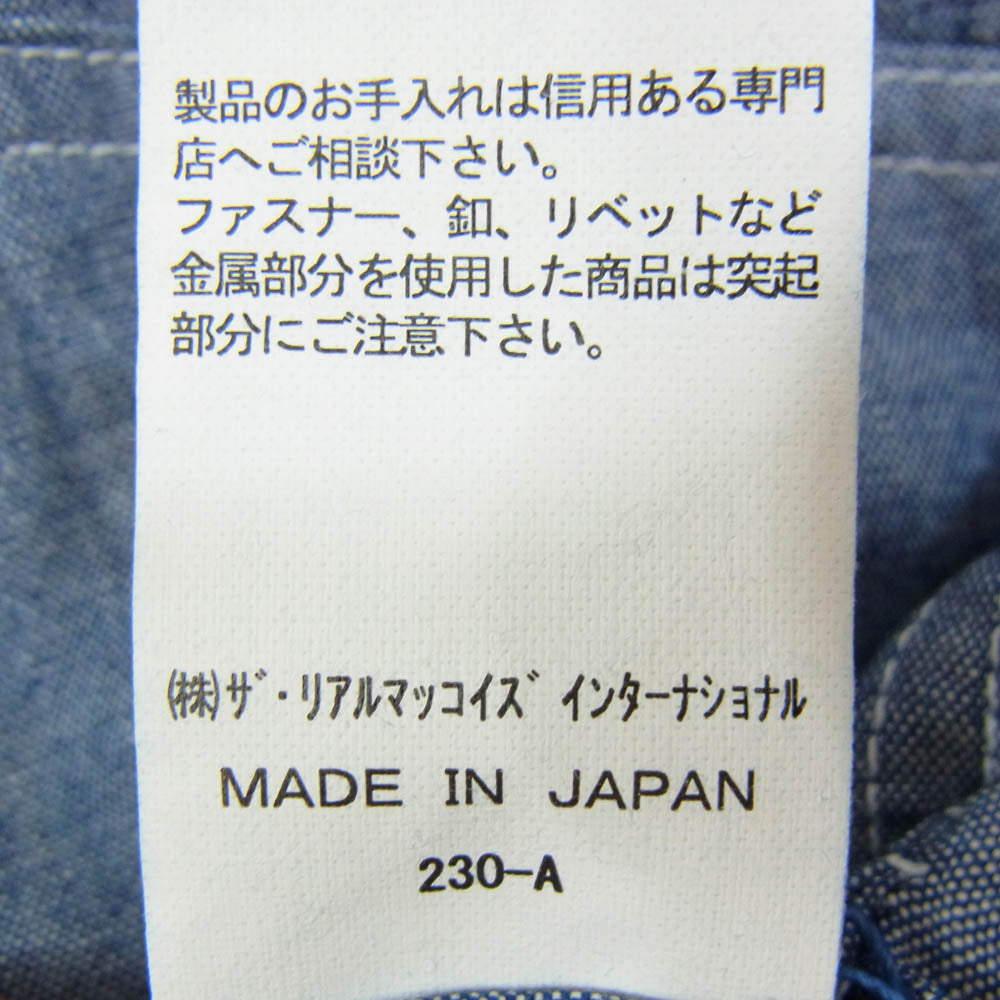 製品のお手入れは信用ある専門
店へご相談下さい。
ファスナー、釦、リベットなど
金属部分を使用した商品は突起
部分にご注意下さい。
㈱ｻﾞ・ﾘｱﾙﾏｯｺｲｽﾞ ｲﾝﾀｰﾅｼｮﾅﾙ
MADE IN JAPAN
230-A